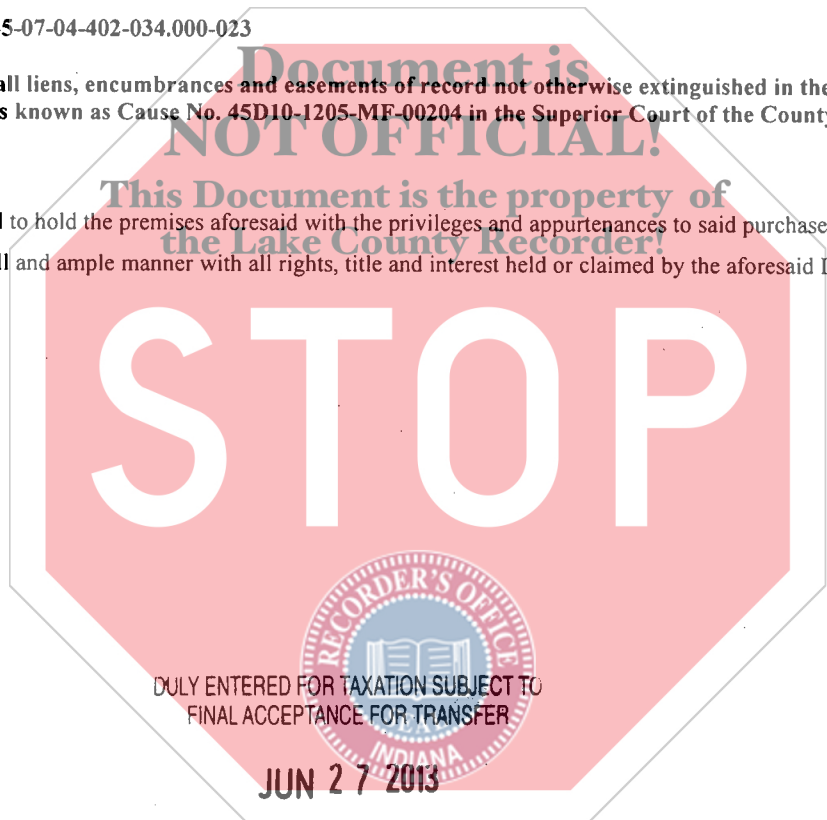 5-07-04-402-034.000-023
all liens, encumbrances and easements of record not otherwise extinguished in the
s known as Cause No. 45D10-1205-MF-00204 in the Superior Court of the County
Document is
NOT OFFICIAL!
This Document is the property of
the Lake County Recorder!
to hold the premises aforesaid with the privileges and appurtenances to said purchase
ll and ample manner with all rights, title and interest held or claimed by the aforesaid
STOP
RECORDER'S OFFICE
SEAL
INDIANA
DULY ENTERED FOR TAXATION SUBJECT TO
FINAL ACCEPTANCE FOR TRANSFER
JUN 27 2013